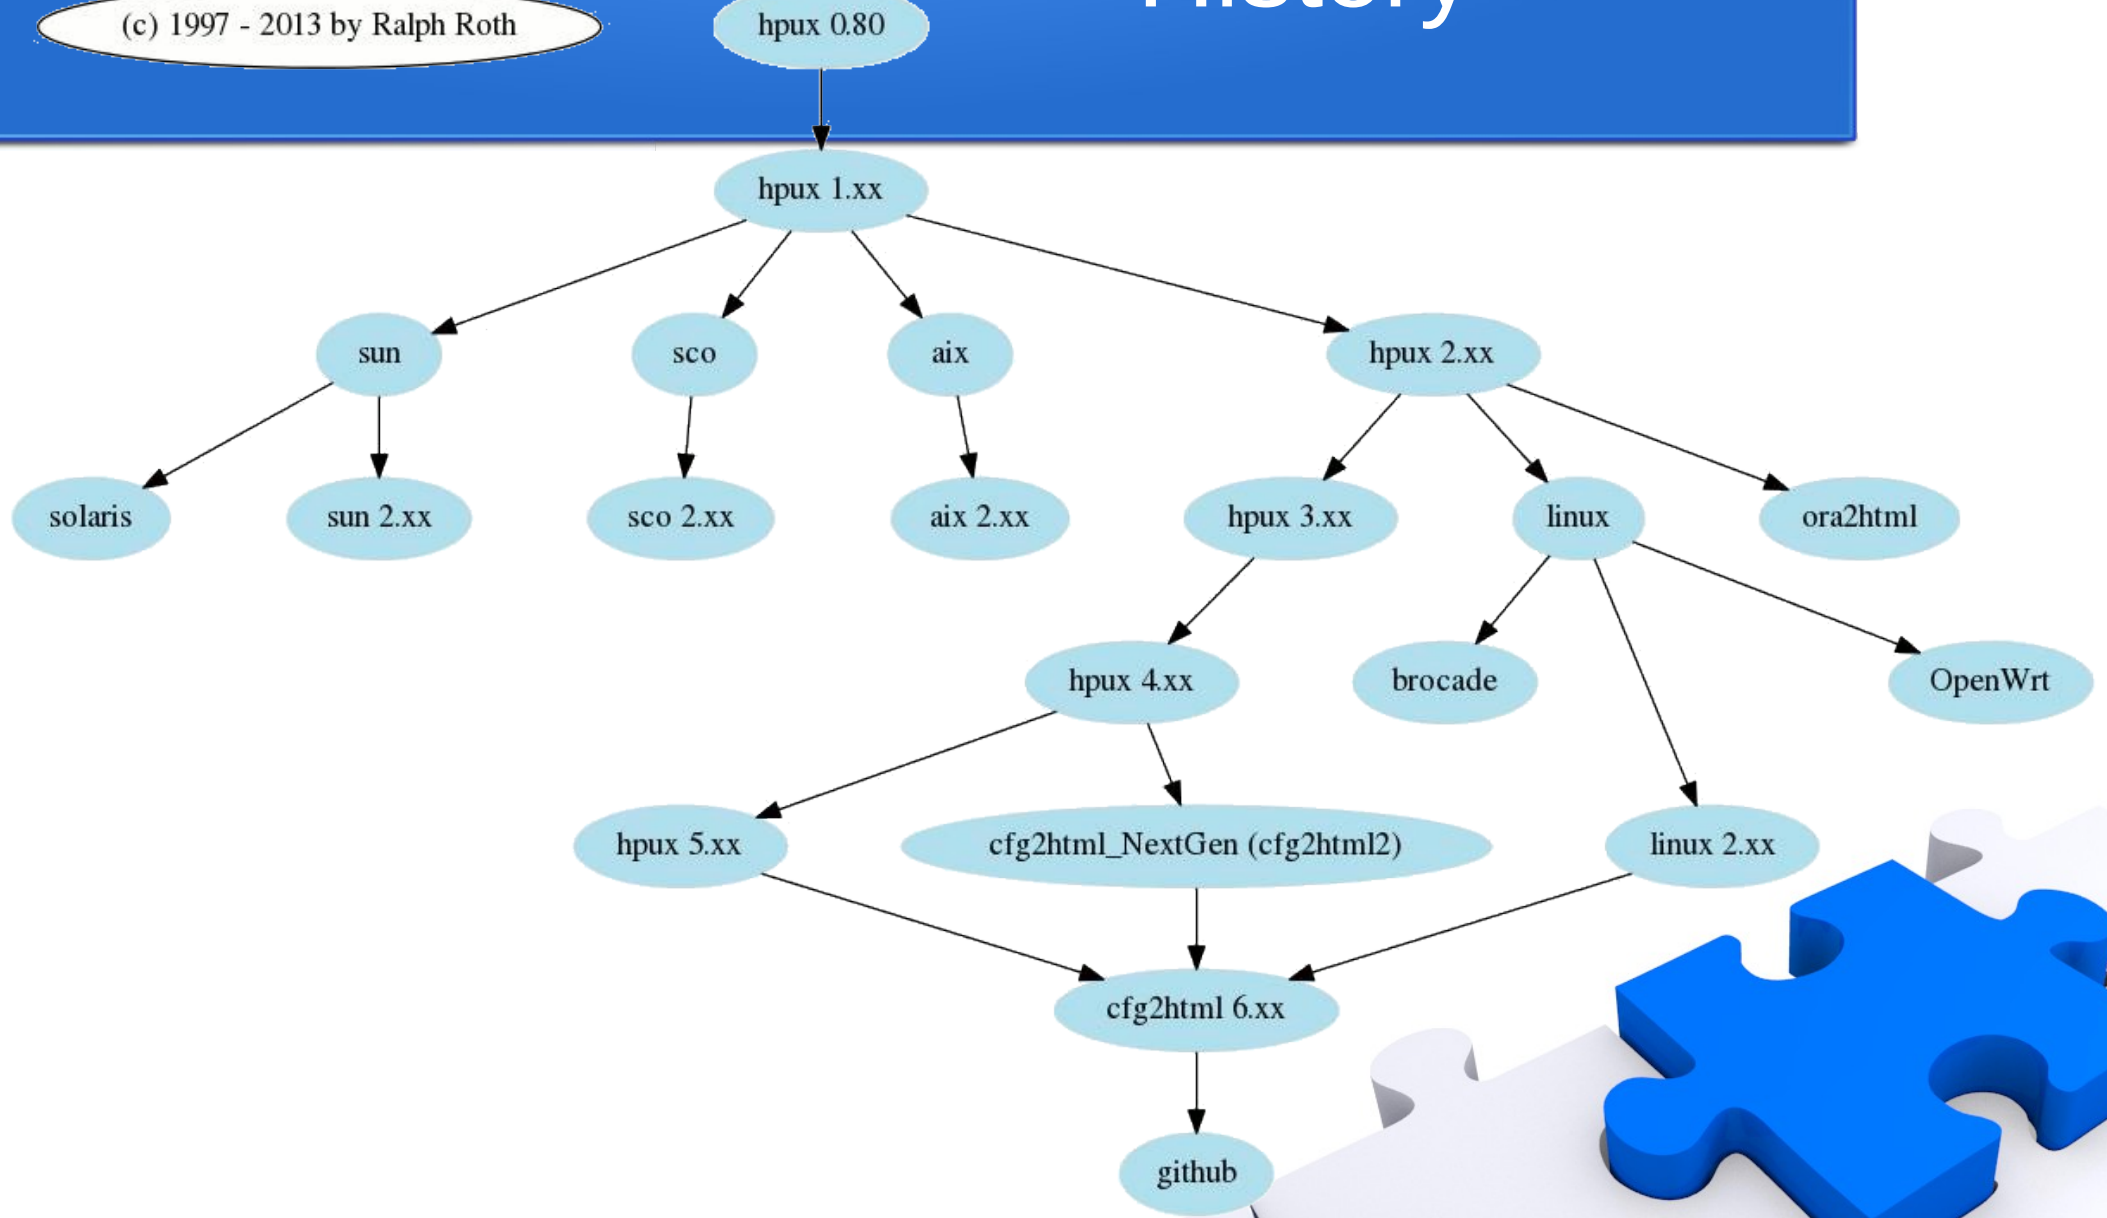 History
(c) 1997 - 2013 by Ralph Roth
hpux 0.80
hpux 1.xx
sun
sco
aix
hpux 2.xx
solaris
sun 2.xx
sco 2.xx
aix 2.xx
hpux 3.xx
linux
ora2html
hpux 4.xx
brocade
OpenWrt
hpux 5.xx
cfg2html_NextGen (cfg2html2)
linux 2.xx
cfg2html 6.xx
github